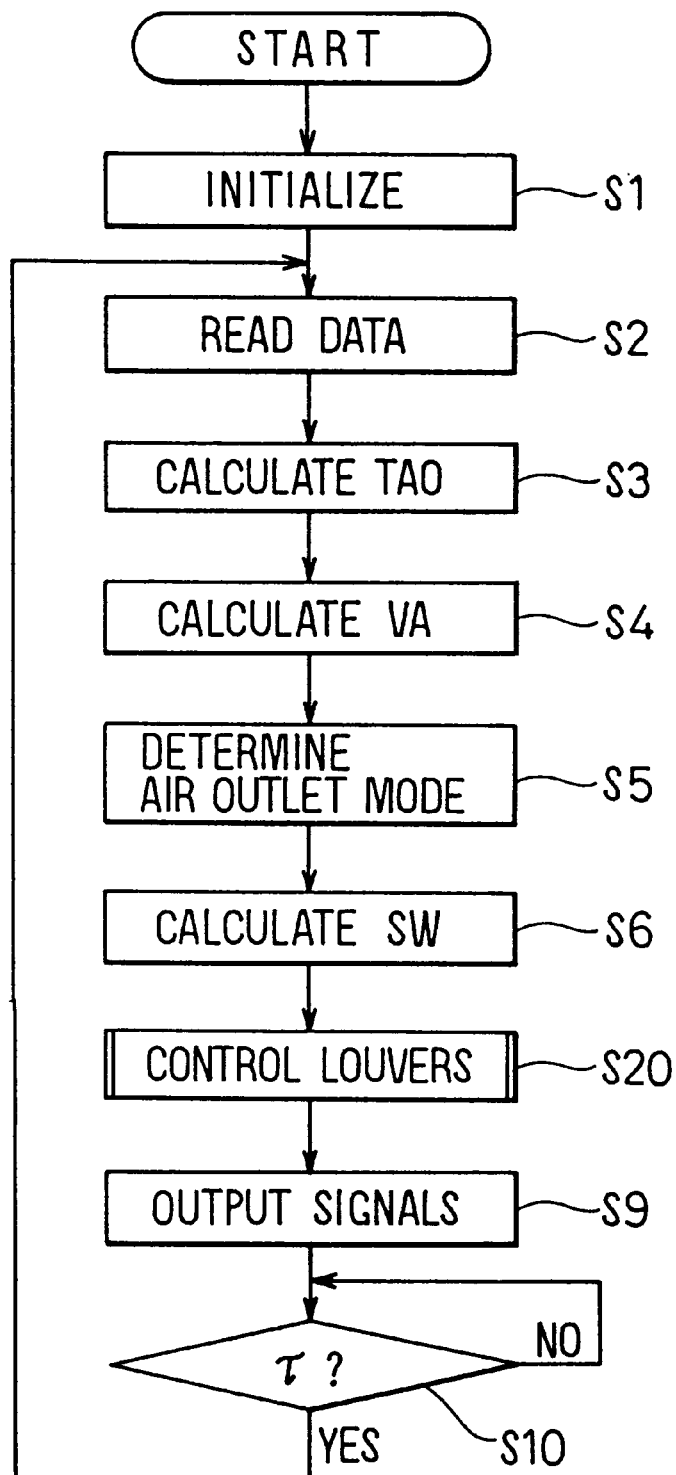 START
INITIALIZE
S1
READ DATA
S2
CALCULATE TAO
S3
CALCULATE VA
S4
DETERMINE
AIR OUTLET MODE
S5
CALCULATE SW
S6
CONTROL LOUVERS
S20
OUTPUT SIGNALS
S9
τ ?
NO
S10
YES